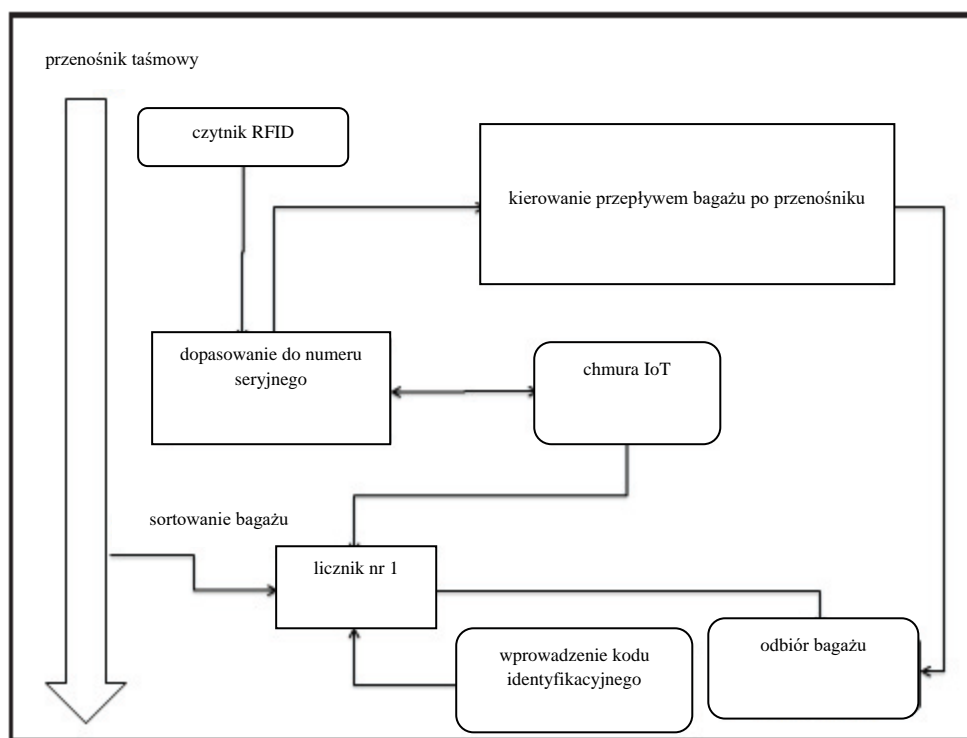 przenośnik taśmowy
czytnik RFID
kierowanie przepływem bagażu po przenośniku
dopasowanie do numeru
seryjnego
chmura IoT
sortowanie bagażu
licznik nr 1
wprowadzenie kodu
identyfikacyjnego
odbiór bagażu